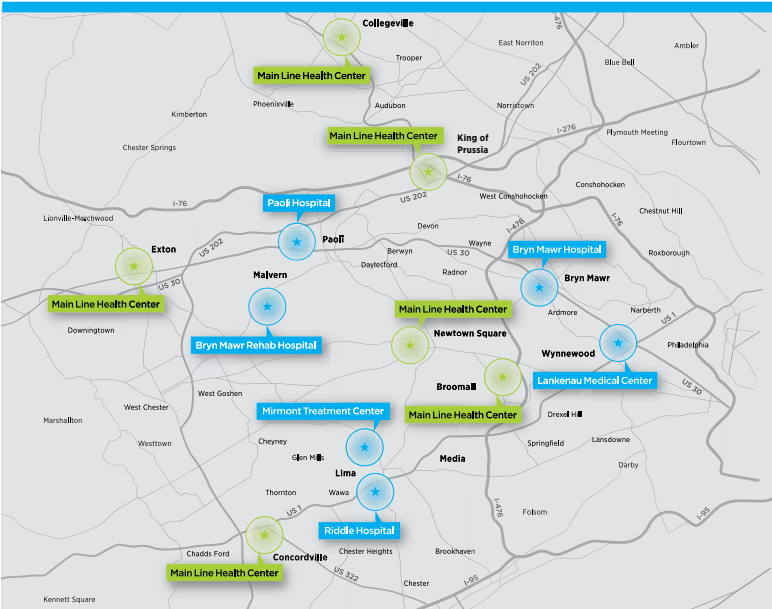 Collegeville
I-476
East Norriton
Ambler
Trooper
Blue Bell
Main Line Health Center
US 202
Phoenixville
Audubon
Norristown
Kimberton
Main Line Health Center
King of
Prussia
I-276
Plymouth Meeting
Flourtown
Chester Springs
I-76
Conshohocken
US 202
West Conshohocken
I-76
Paoli Hospital
Chestnut Hill
Lionville-Marchwood
I-476
I-76
Devon
Paoli
Wayne
US 202
Exton
Berwyn
US 30
Bryn Mawr Hospital
Roxborough
Daylesford
Radnor
Malvern
Bryn Mawr
US 30
Main Line Health Center
Main Line Health Center
Ardmore
Narberth
US 1
Downingtown
Newtown Square
Bryn Mawr Rehab Hospital
Wynnewood
Philadelphia
Lankenau Medical Center
Broomall
US 30
West Goshen
West Chester
Mirmont Treatment Center
Main Line Health Center
Drexel Hill
Marshallton
Westtown
Cheyney
Springfield
Lansdowne
Glen Mills
Media
Darby
Lima
Thornton
Wawa
US 1
I-476
Folsom
I-95
Riddle Hospital
Chadds Ford
Concordville
Chester Heights
Brookhaven
Main Line Health Center
US 322
Chester
I-95
Kennett Square